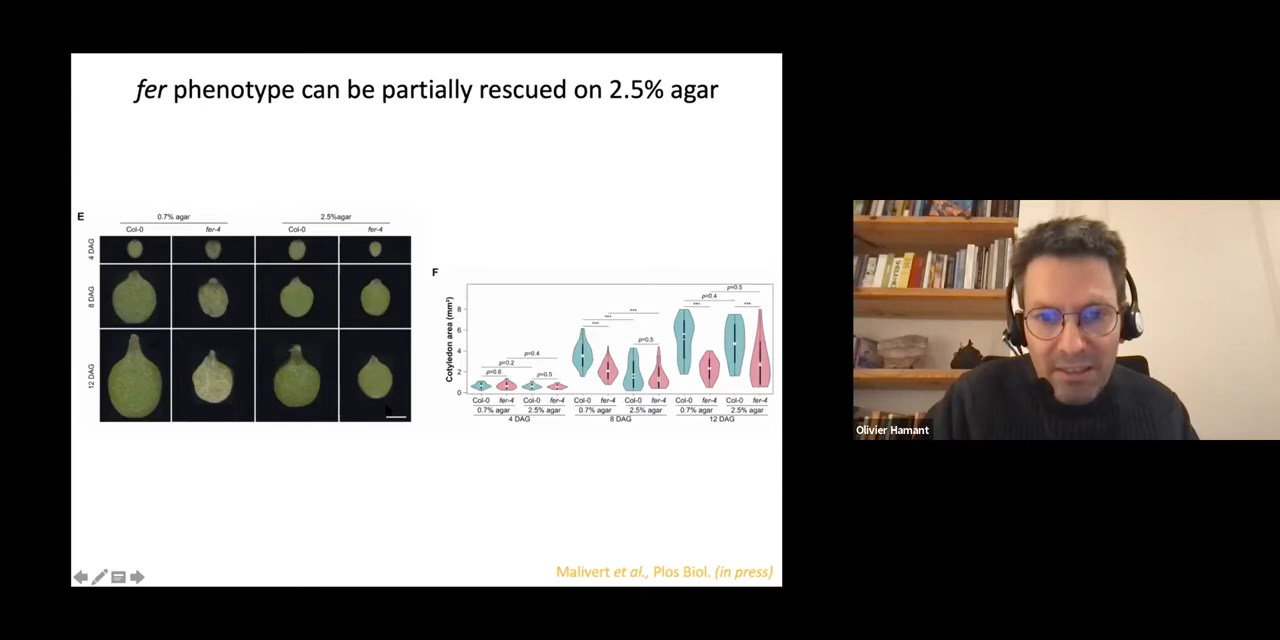 fer phenotype can be partially rescued on 2.5% agar
E
0.7% agar
2.5%agar
Col-0
fer-4
Col-0
fer-4
4 DAG
8 DAG
12 DAG
F
Cotyledon area (mm²)
8
6
4
2
0
p=0.6
p=0.2
p=0.4
p=0.5
***
***
***
p=0.5
***
p=0.4
p=0.5
***
Col-0 fer-4 Col-0 fer-4 Col-0 fer-4 Col-0 fer-4 Col-0 fer-4 Col-0 fer-4
0.7% agar 2.5% agar 0.7% agar 2.5% agar 0.7% agar 2.5% agar
4 DAG 8 DAG 12 DAG
Malivert et al., Plos Biol. (in press)
Olivier Hamant